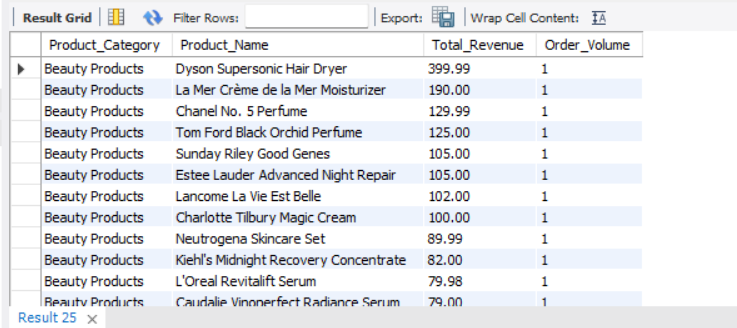 Result Grid Filter Rows: Export: Wrap Cell Content:
Product_Category Product_Name Total_Revenue Order_Volume
Beauty Products Dyson Supersonic Hair Dryer 399.99 1
Beauty Products La Mer Crème de la Mer Moisturizer 190.00 1
Beauty Products Chanel No. 5 Perfume 129.99 1
Beauty Products Tom Ford Black Orchid Perfume 125.00 1
Beauty Products Sunday Riley Good Genes 105.00 1
Beauty Products Estee Lauder Advanced Night Repair 105.00 1
Beauty Products Lancome La Vie Est Belle 102.00 1
Beauty Products Charlotte Tilbury Magic Cream 100.00 1
Beauty Products Neutrogena Skincare Set 89.99 1
Beauty Products Kiehl's Midnight Recovery Concentrate 82.00 1
Beauty Products L'Oreal Revitalift Serum 79.98 1
Beauty Products Caudalie Vinoperfect Radiance Serum 79.00 1
Result 25